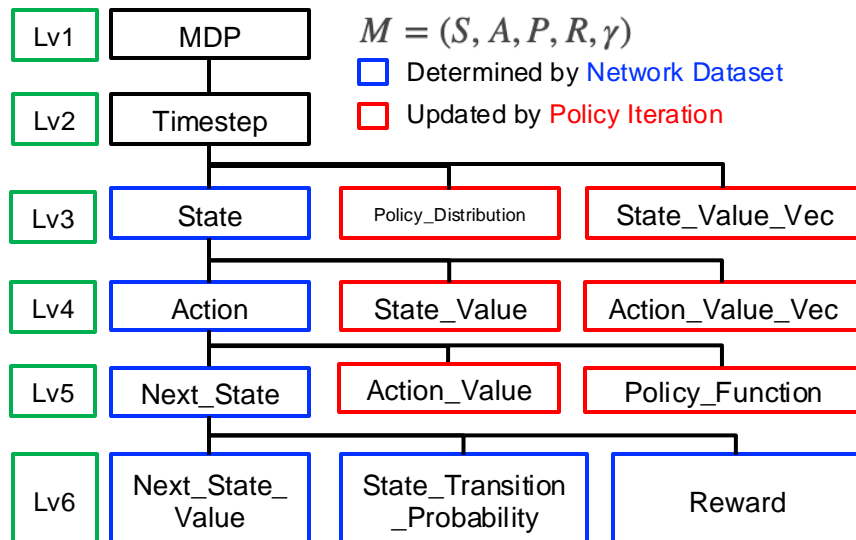 Lv1
MDP
M = (S, A, P, R, γ)
Determined by Network Dataset
Lv2
Timestep
Updated by Policy Iteration
Lv3
State
Policy_Distribution
State_Value_Vec
Lv4
Action
State_Value
Action_Value_Vec
Lv5
Next_State
Action_Value
Policy_Function
Lv6
Next_State_
Value
State_Transition
_Probability
Reward